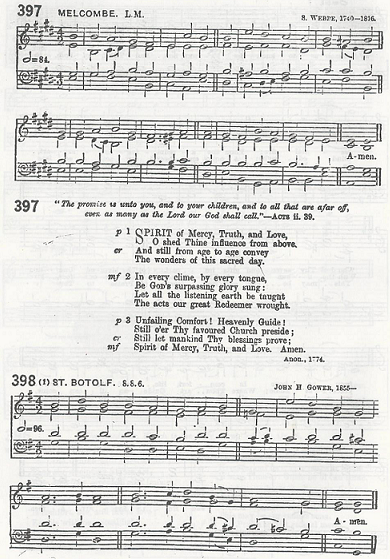 397 MELCOMBE. L.M. S. WEBBE, 1740—1816.
=84.
A-men.
397 "The promise is unto you, and to your children, and to all that are afar off,
even as many as the Lord our God shall call."—ACTS ii. 39.
p 1 SPIRIT of Mercy, Truth, and Love,
O shed Thine influence from above,
cr And still from age to age convey
The wonders of this sacred day.
mf 2 In every clime, by every tongue,
Be God's surpassing glory sung:
Let all the listening earth be taught
The acts our great Redeemer wrought.
p 3 Unfailing Comfort! Heavenly Guide!
Still o'er Thy favoured Church preside;
cr Still let mankind Thy blessings prove;
mf Spirit of Mercy, Truth, and Love. Amen.
Anon., 1774.
398 (1) ST. BOTOLF. 8.8.6. JOHN H GOWER, 1855—
=96.
A - men.